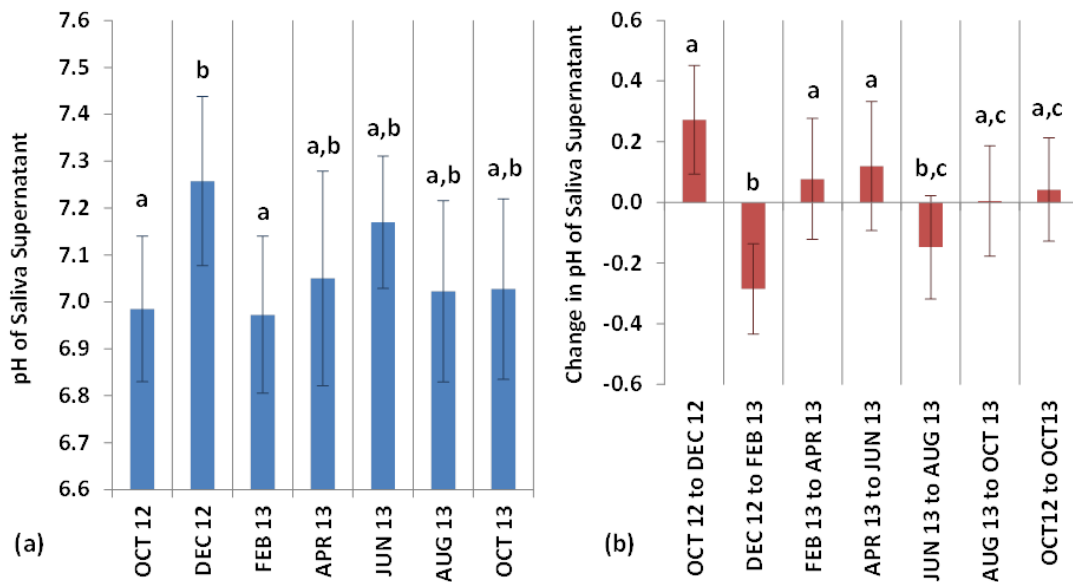 pH of Saliva Supernatant
7.6
7.5
7.4
7.3
7.2
7.1
7.0
6.9
6.8
6.7
6.6
a
b
a
a,b
a,b
a,b
a,b
OCT 12
DEC 12
FEB 13
APR 13
JUN 13
AUG 13
OCT 13
(a)
Change in pH of Saliva Supernatant
0.6
0.4
0.2
0.0
-0.2
-0.4
-0.6
a
b
a
a
b,c
a,c
a,c
OCT 12 to DEC 12
DEC 12 to FEB 13
FEB 13 to APR 13
APR 13 to JUN 13
JUN 13 to AUG 13
AUG 13 to OCT 13
OCT12 to OCT13
(b)